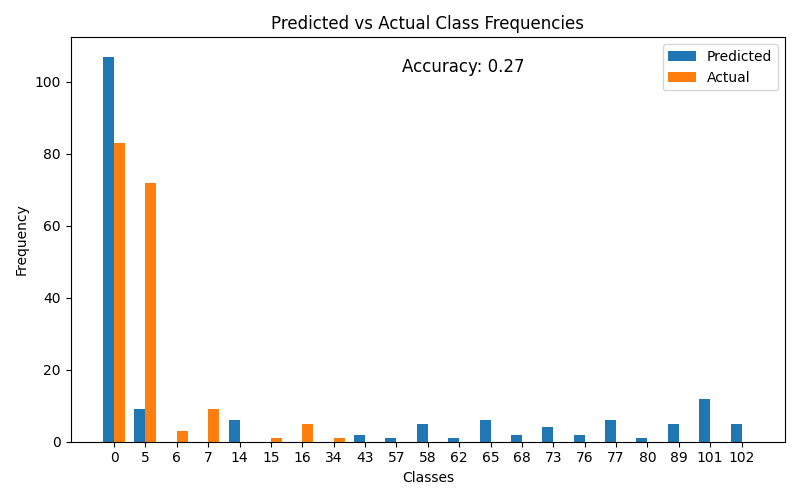 Predicted vs Actual Class Frequencies
Accuracy: 0.27
Predicted
Actual
Frequency
100
80
60
40
20
0
0 5 6 7 14 15 16 34 43 57 58 62 65 68 73 76 77 80 89 101 102
Classes